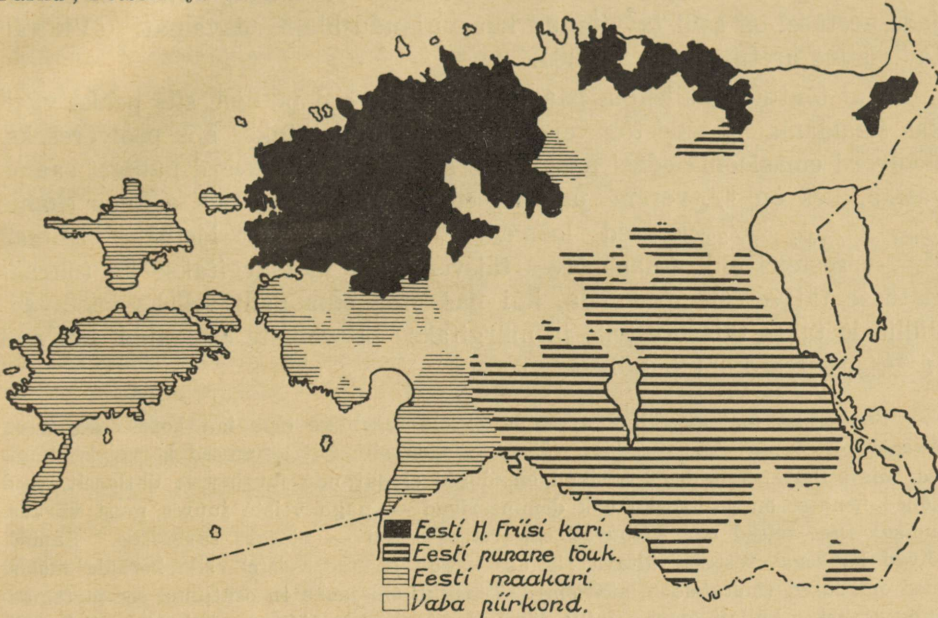 Eesti H. Friisi kari.
Eesti punane tõuk.
Eesti maakari.
Vaba piirkond.